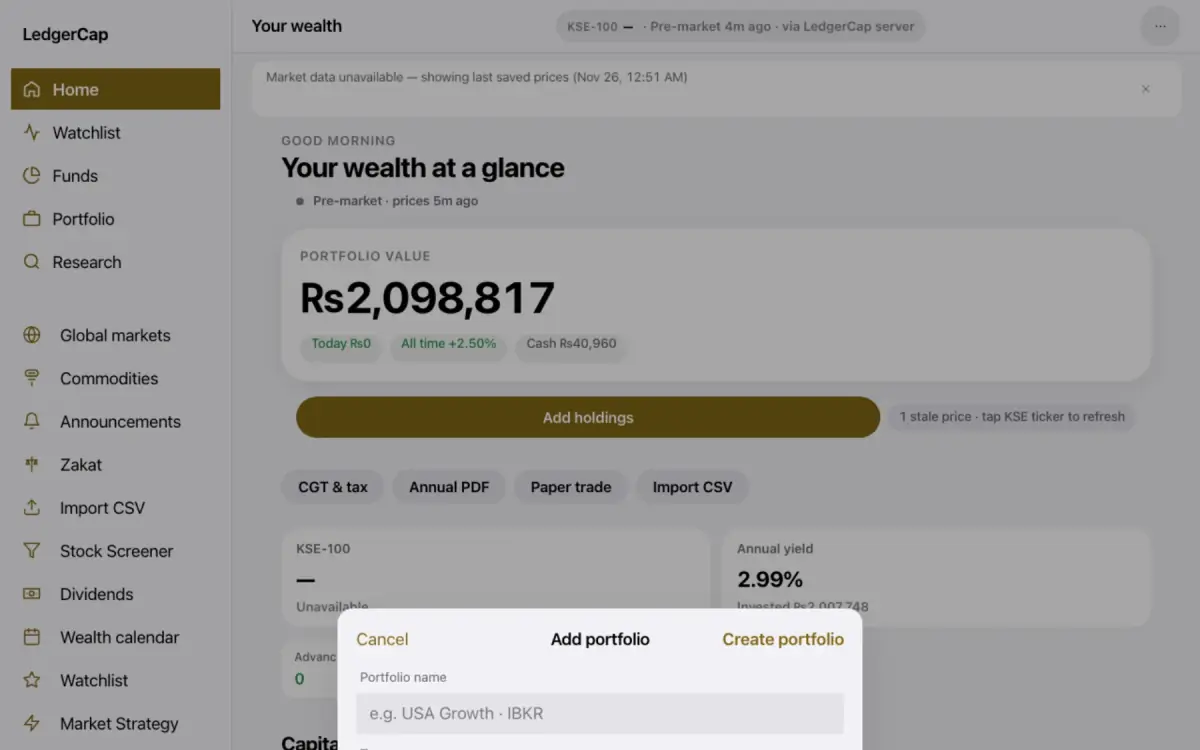 LedgerCap
Your wealth
KSE-100 — · Pre-market 4m ago · via LedgerCap server
...
Home
Watchlist
Funds
Portfolio
Research
Global markets
Commodities
Announcements
Zakat
Import CSV
Stock Screener
Dividends
Wealth calendar
Watchlist
Market Strategy
Market data unavailable — showing last saved prices (Nov 26, 12:51 AM)
×
GOOD MORNING
Your wealth at a glance
Pre-market · prices 5m ago
PORTFOLIO VALUE
Rs2,098,817
Today Rs0 All time +2.50% Cash Rs40,960
Add holdings
1 stale price · tap KSE ticker to refresh
CGT & tax Annual PDF Paper trade Import CSV
KSE-100
—
Unavailable
Annual yield
2.99%
Invested Rs2,007,748
Advanc
0
Capita
Cancel Add portfolio Create portfolio
Portfolio name
e.g. USA Growth · IBKR